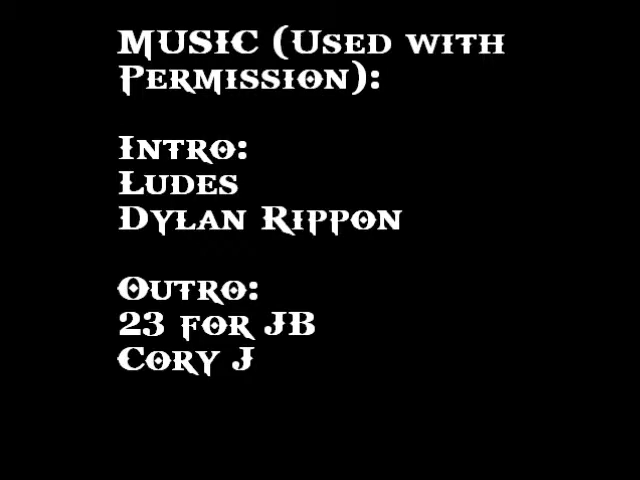 MUSIC (Used with
Permission):
Intro:
Ludes
Dylan Rippon
Outro:
23 for JB
Cory J